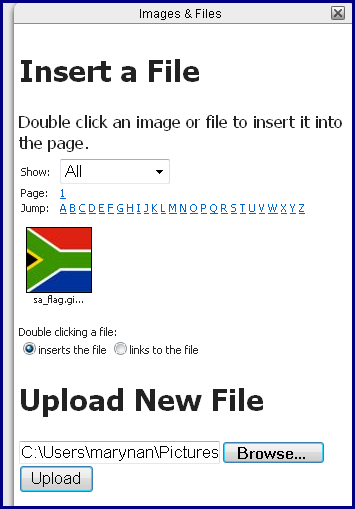 Images & Files
Insert a File
Double click an image or file to insert it into
the page.
Show: All
Page: 1
Jump: A B C D E F G H I J K L M N O P Q R S T U V W X Y Z
sa_flag.gi...
Double clicking a file:
inserts the file links to the file
Upload New File
C:\Users\marynan\Pictures Browse...
Upload